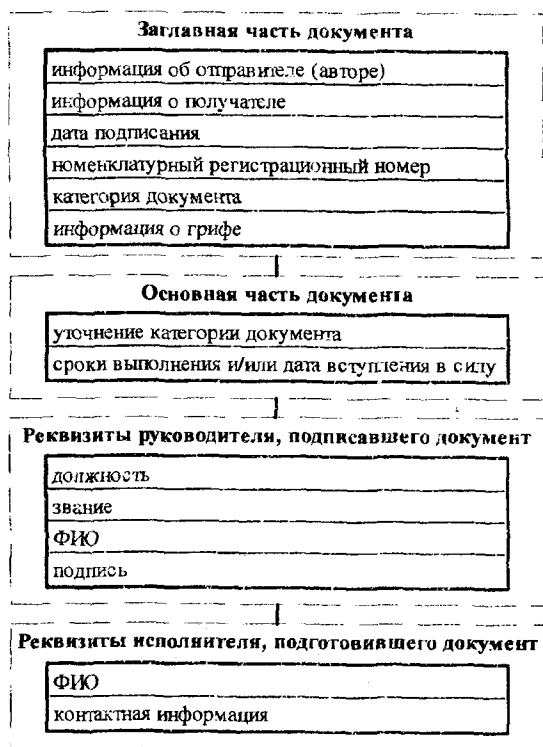 Заглавная часть документа
информация об отправителе (авторе)
информация о получателе
дата подписания
номенклатурный регистрационный номер
категория документа
информация о грифе
Основная часть документа
уточнение категории документа
сроки выполнения и/или дата вступления в силу
Реквизиты руководителя, подписавшего документ
должность
звание
ФИО
подпись
Реквизиты исполнителя, подготовившего документ
ФИО
контактная информация